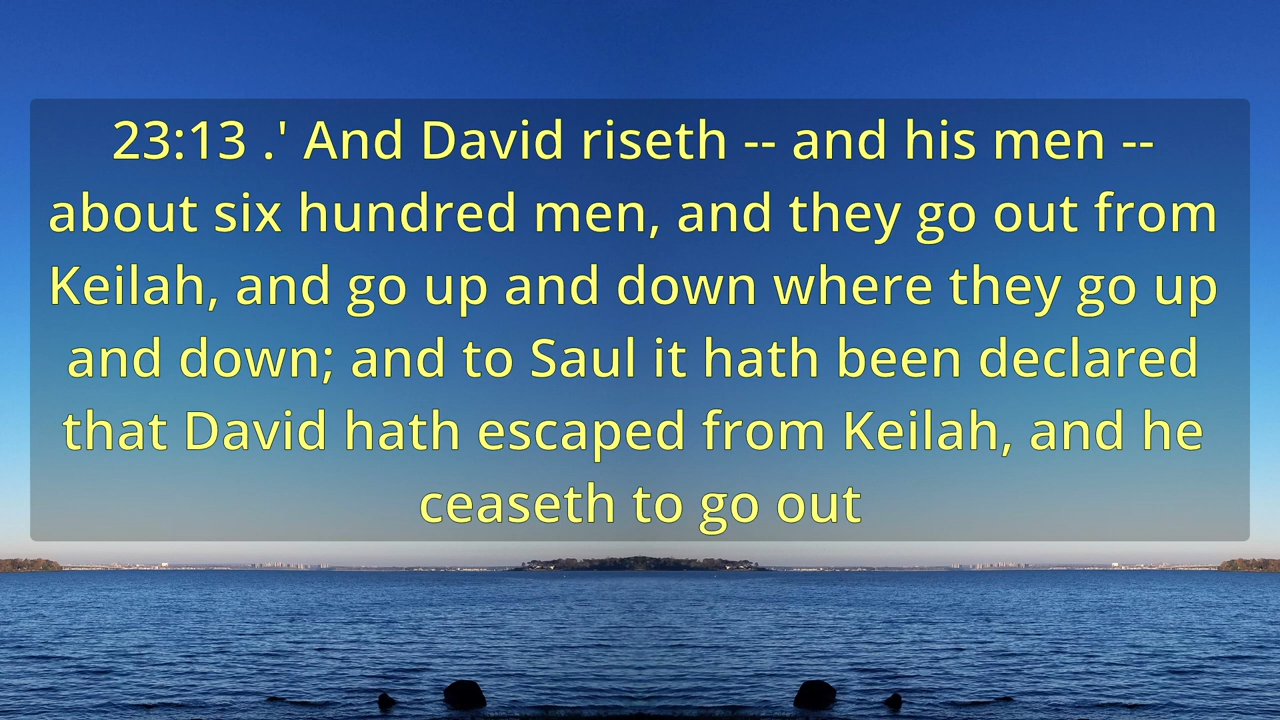 23:13 .' And David riseth -- and his men --
about six hundred men, and they go out from
Keilah, and go up and down where they go up
and down; and to Saul it hath been declared
that David hath escaped from Keilah, and he
ceaseth to go out